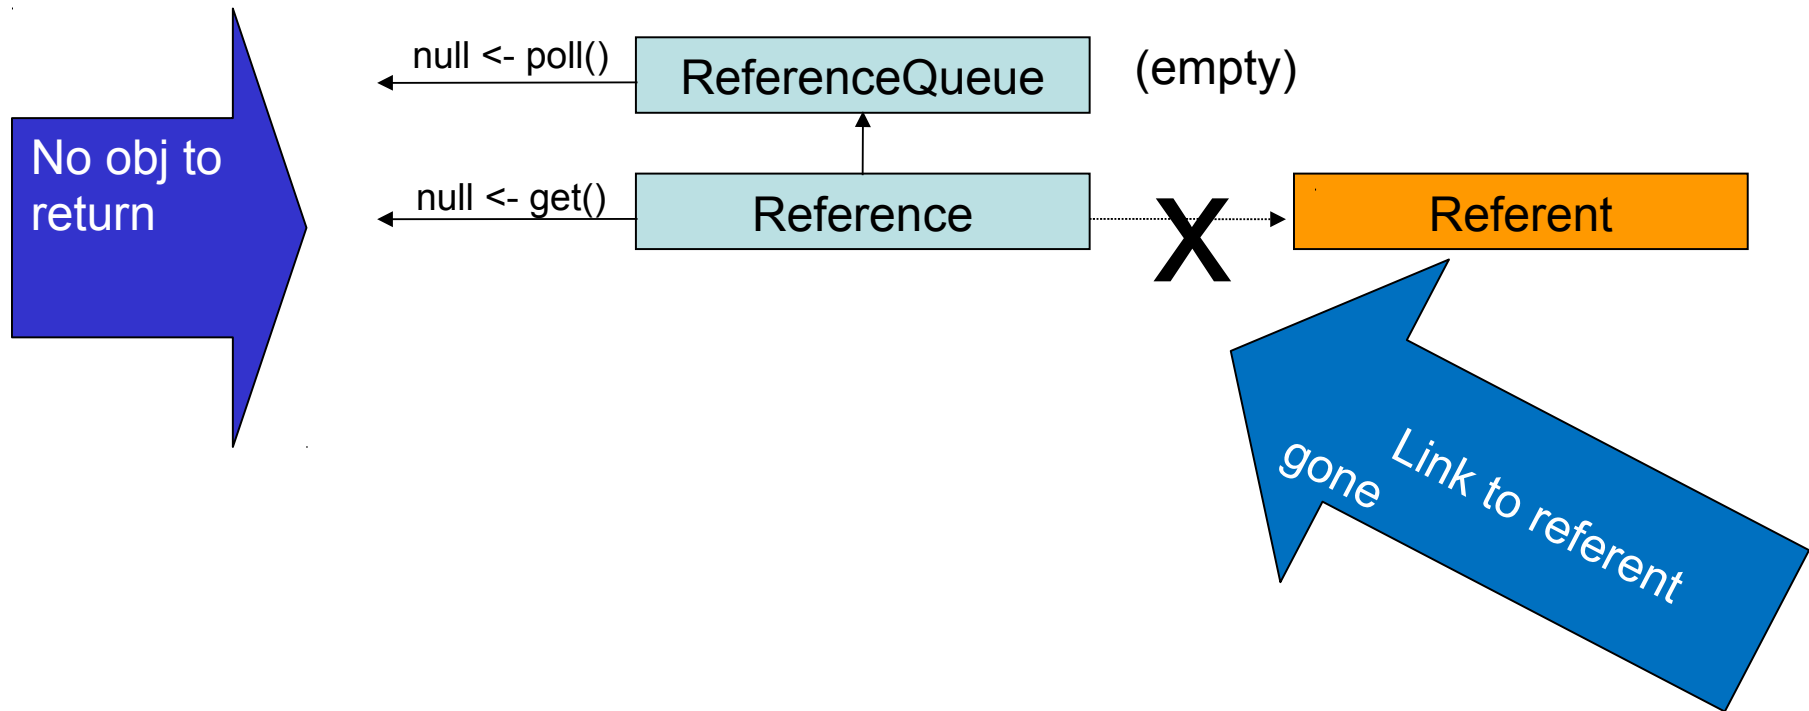 null <- poll()
ReferenceQueue
(empty)
No obj to
return
null <- get()
Reference
X
Referent
Link to referent
gone